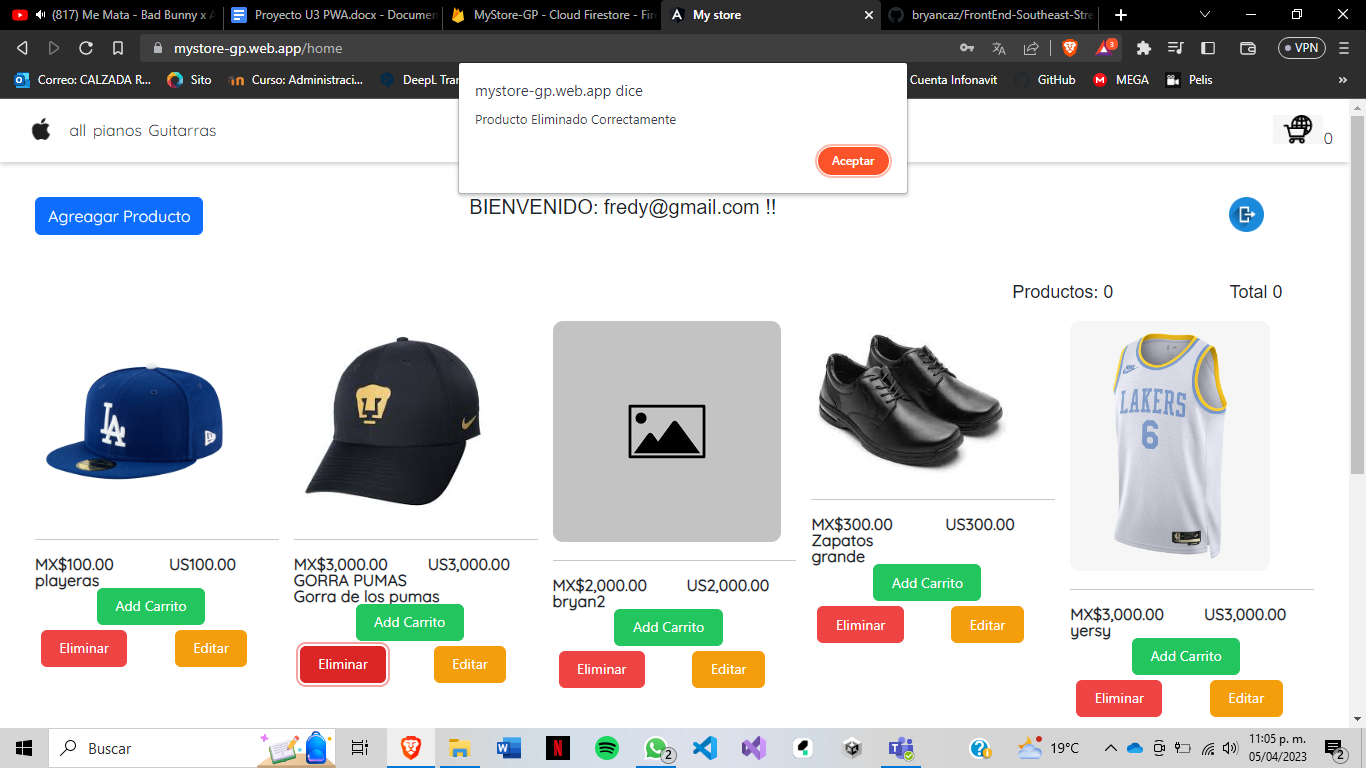 (817) Me Mata - Bad Bunny x A
Proyecto U3 PWA.docx - Documen
MyStore-GP - Cloud Firestore - Fire
My store
bryancaz/FrontEnd-Southeast-Stre
mystore-gp.web.app/home
3
VPN
Correo: CALZADA R...
Sito
Curso: Administraci...
DeepL Tran
Cuenta Infonavit
GitHub
MEGA
Pelis
»
mystore-gp.web.app dice
Producto Eliminado Correctamente
Aceptar
all pianos Guitarras
0
Agreagar Producto
BIENVENIDO: fredy@gmail.com !!
Productos: 0
Total 0
LA
LAKERS
6
MX$100.00
US100.00
playeras
Add Carrito
Eliminar
Editar
MX$3,000.00
US3,000.00
GORRA PUMAS
Gorra de los pumas
Add Carrito
Eliminar
Editar
MX$2,000.00
US2,000.00
bryan2
Add Carrito
Eliminar
Editar
MX$300.00
US300.00
Zapatos
grande
Add Carrito
Eliminar
Editar
MX$3,000.00
US3,000.00
yersy
Add Carrito
Eliminar
Editar
Buscar
2
19°C
11:05 p. m.
05/04/2023
2